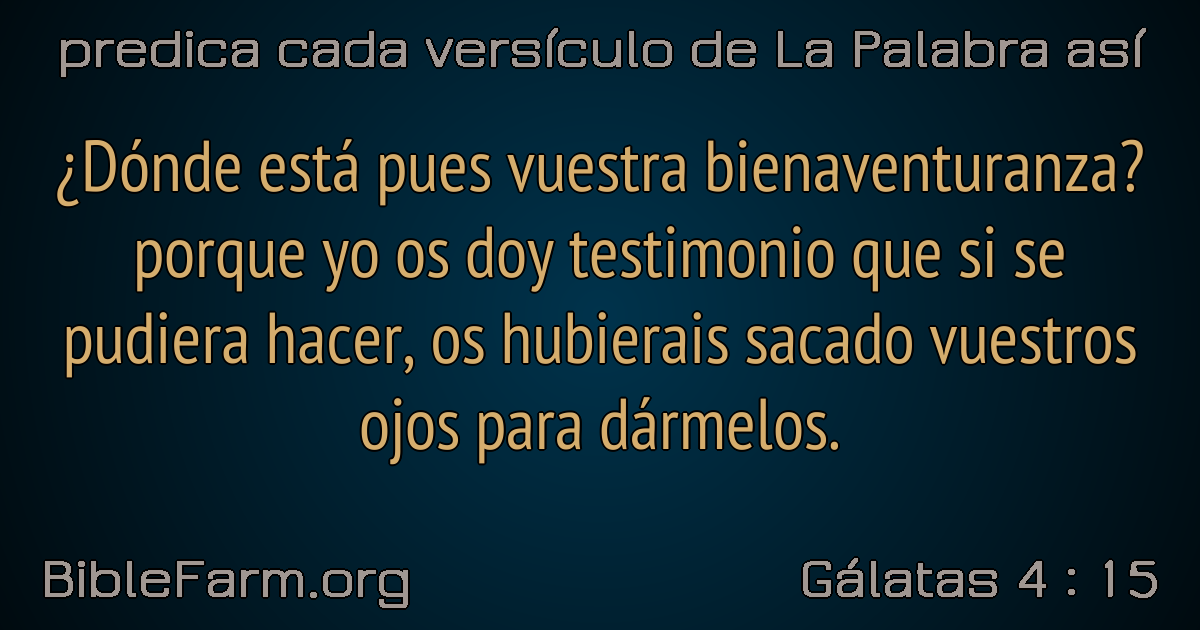 predica cada versículo de La Palabra así
¿Dónde está pues vuestra bienaventuranza?
porque yo os doy testimonio que si se
pudiera hacer, os hubierais sacado vuestros
ojos para dármelos.
BibleFarm.org
Gálatas 4 : 15